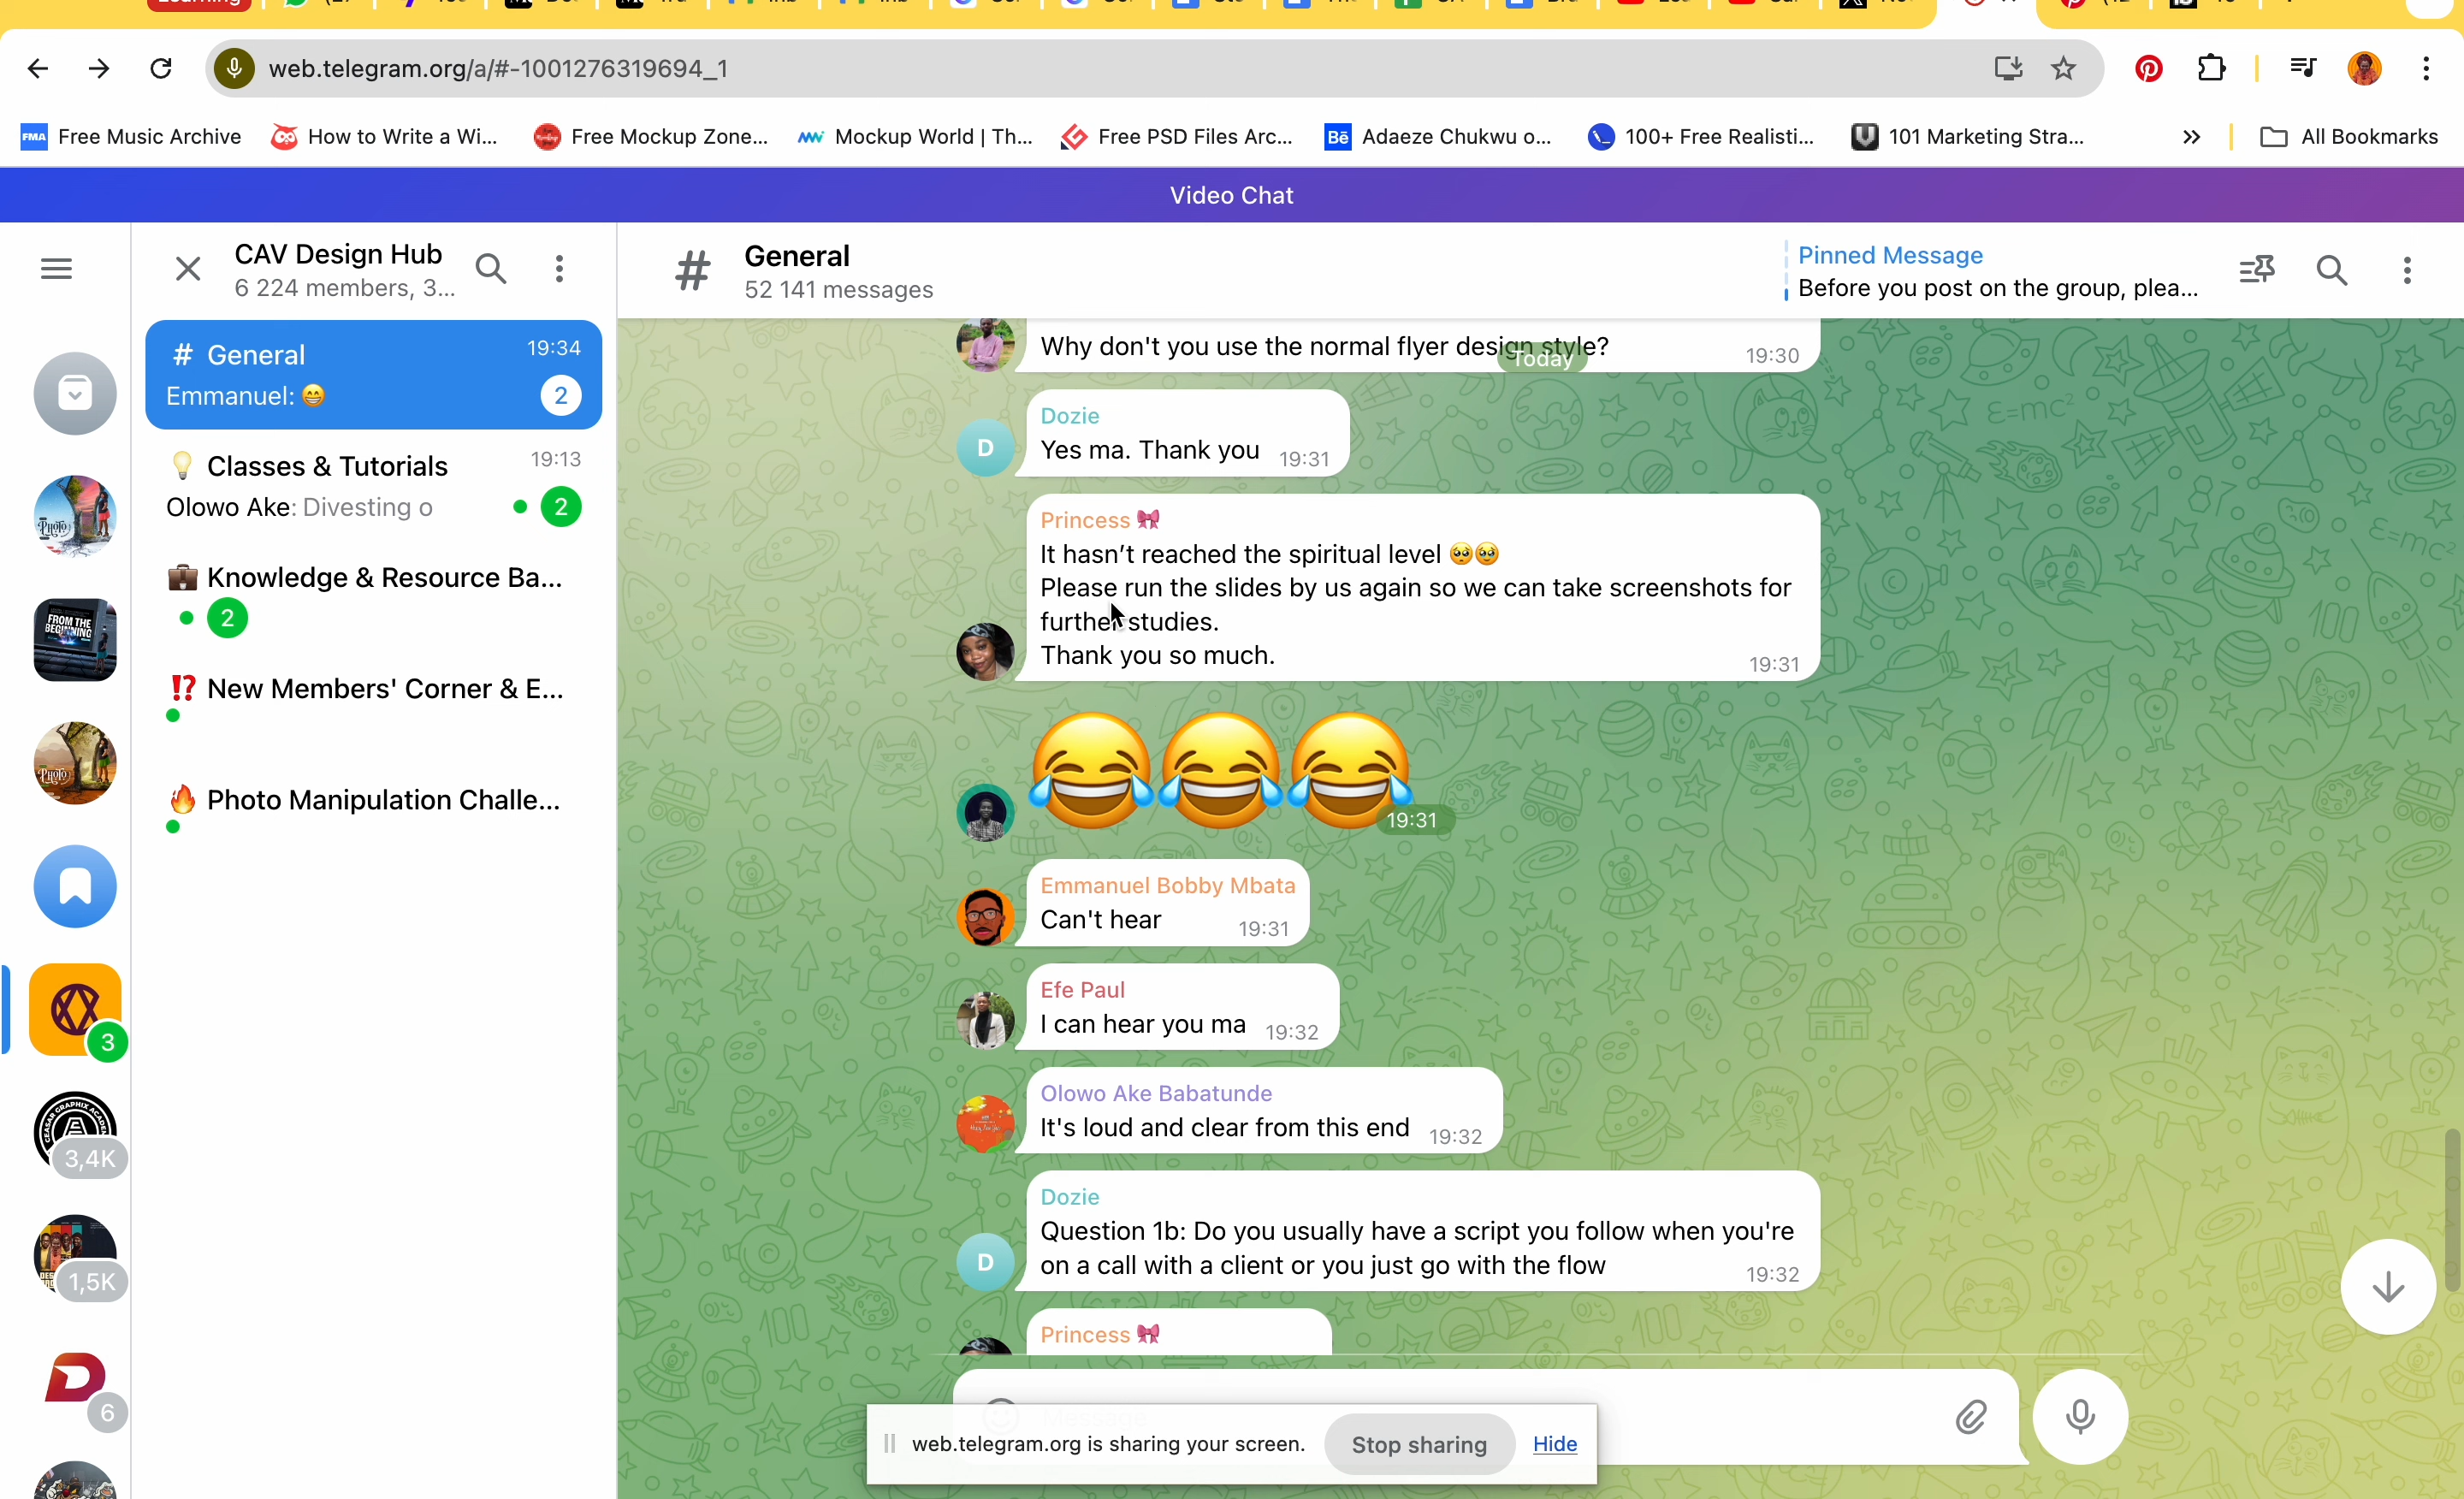 Learning
web.telegram.org/a/#-1001276319694_1
Free Music Archive
How to Write a Wi...
Free Mockup Zone...
Mockup World | Th...
Free PSD Files Arc...
Adaeze Chukwu o...
100+ Free Realisti...
101 Marketing Stra...
»
All Bookmarks
Video Chat
CAV Design Hub
6 224 members, 3...
# General 19:34
Emmanuel: 😁 2
💡 Classes & Tutorials 19:13
Olowo Ake: Divesting o 2
💼 Knowledge & Resource Ba...
2
⁉️ New Members' Corner & E...
🔥 Photo Manipulation Challe...
PHOTO
FROM THE
BEGINNING
PHOTO
3
3,4K
1,5K
6
# General
52 141 messages
Pinned Message
Before you post on the group, plea...
Why don't you use the normal flyer design style? 19:30
Today
Dozie
D
Yes ma. Thank you 19:31
Princess 🎀
It hasn't reached the spiritual level 🥺🥹
Please run the slides by us again so we can take screenshots for
further studies.
Thank you so much. 19:31
😂😂😂 19:31
Emmanuel Bobby Mbata
Can't hear 19:31
Efe Paul
I can hear you ma 19:32
Olowo Ake Babatunde
It's loud and clear from this end 19:32
Dozie
Question 1b: Do you usually have a script you follow when you're
D
on a call with a client or you just go with the flow 19:32
Princess 🎀
Message
web.telegram.org is sharing your screen.
Stop sharing
Hide